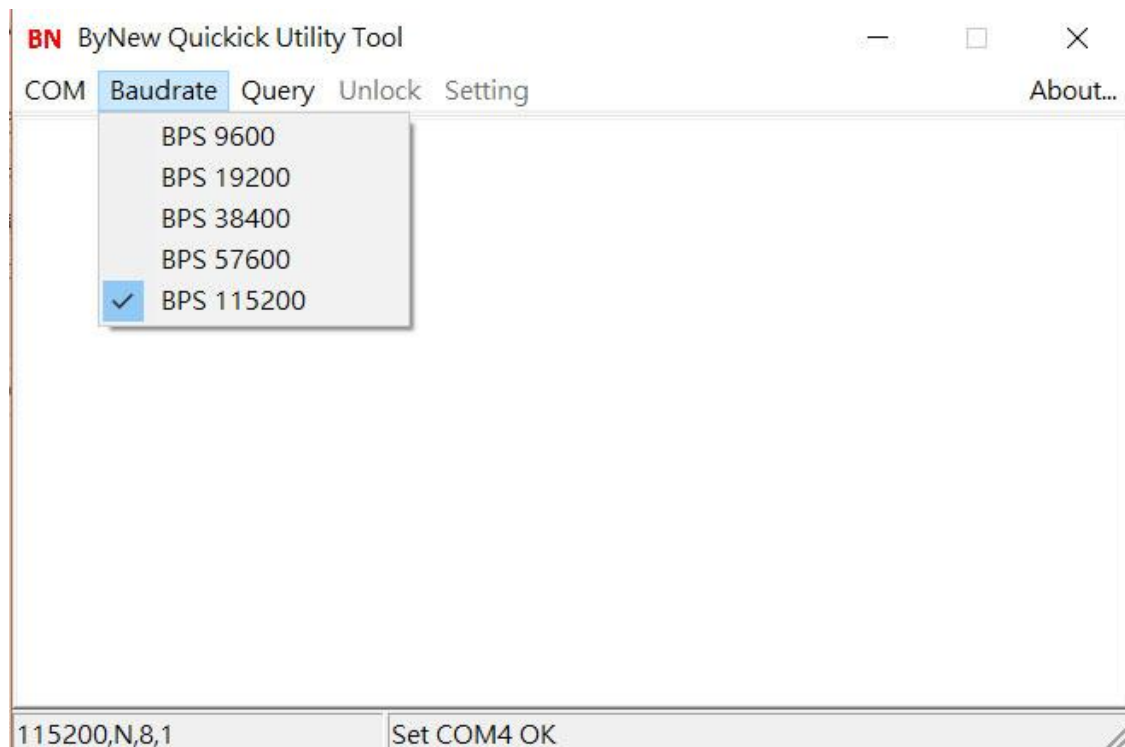 BN ByNew Quickick Utility Tool
COM Baudrate Query Unlock Setting About...
BPS 9600
BPS 19200
BPS 38400
BPS 57600
BPS 115200
115200,N,8,1 Set COM4 OK